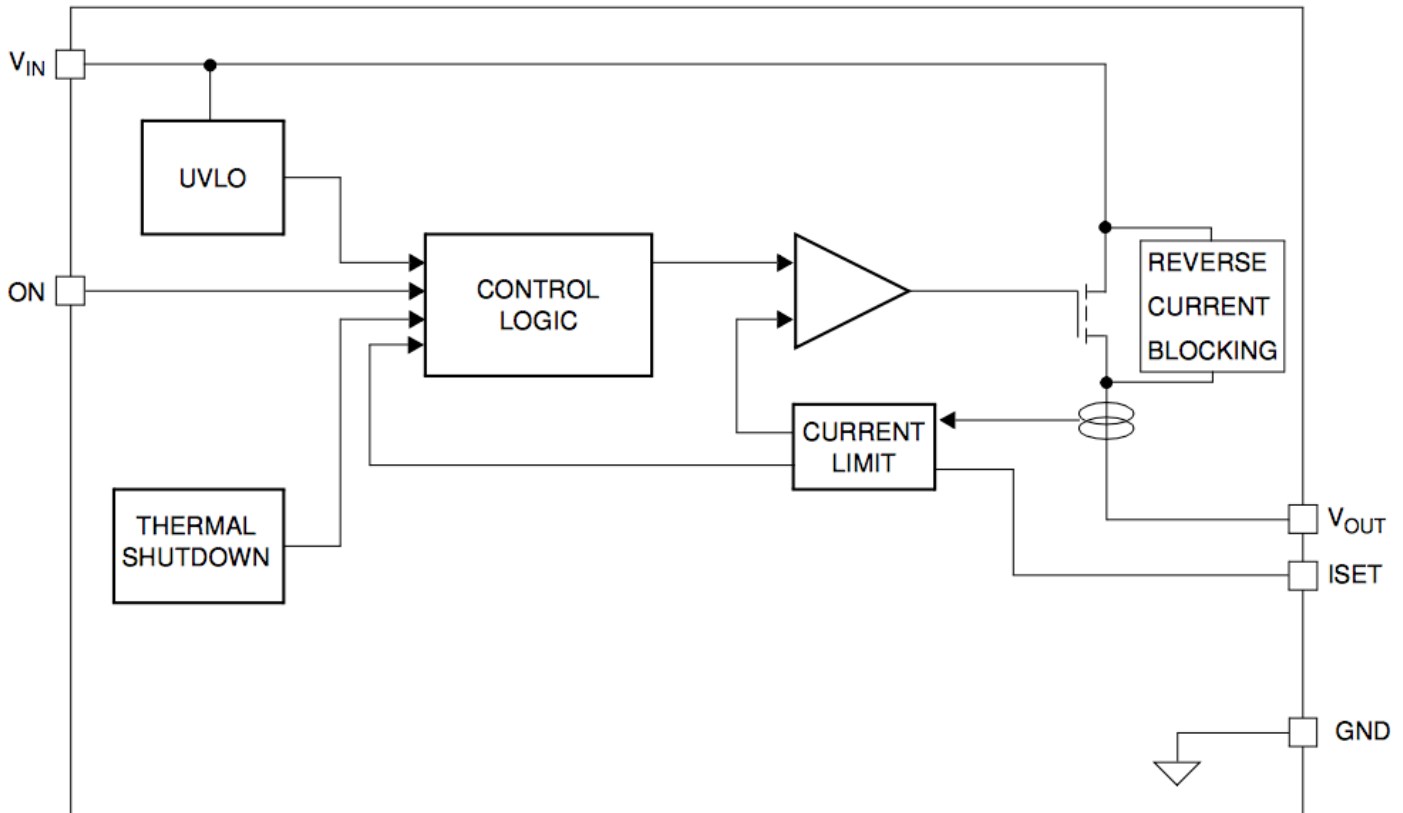 VIN
UVLO
ON
CONTROL
LOGIC
REVERSE
CURRENT
BLOCKING
CURRENT
LIMIT
THERMAL
SHUTDOWN
VOUT
ISET
GND